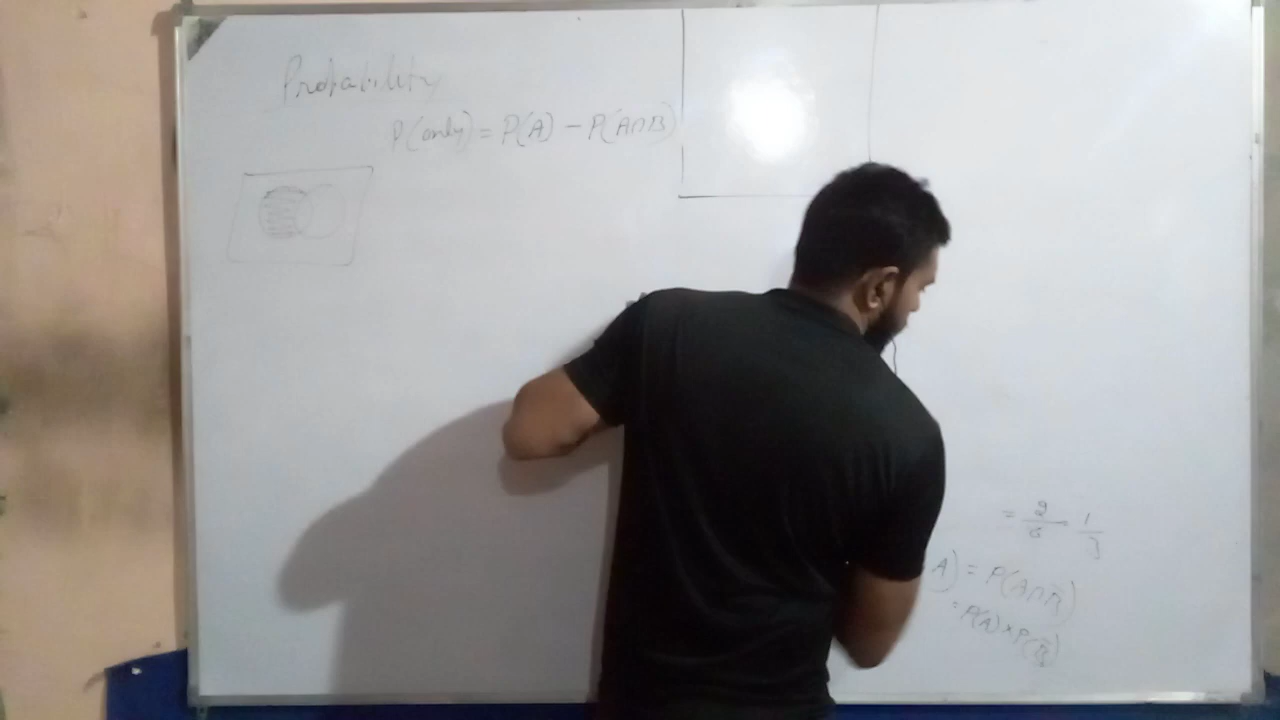 Probability
P(only) = P(A) - P(A∩B)
= 2/6 = 1/3
A) = P(A∩B̅)
= P(A) × P(B̅)